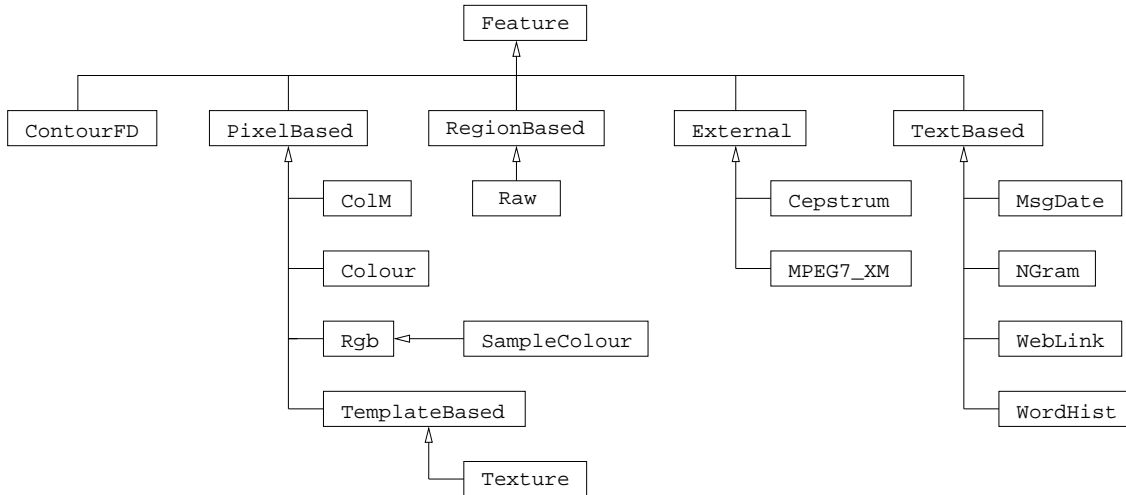 Feature
ContourFD
PixelBased
RegionBased
External
TextBased
ColM
Raw
Cepstrum
MsgDate
Colour
MPEG7_XM
NGram
Rgb
SampleColour
WebLink
TemplateBased
WordHist
Texture